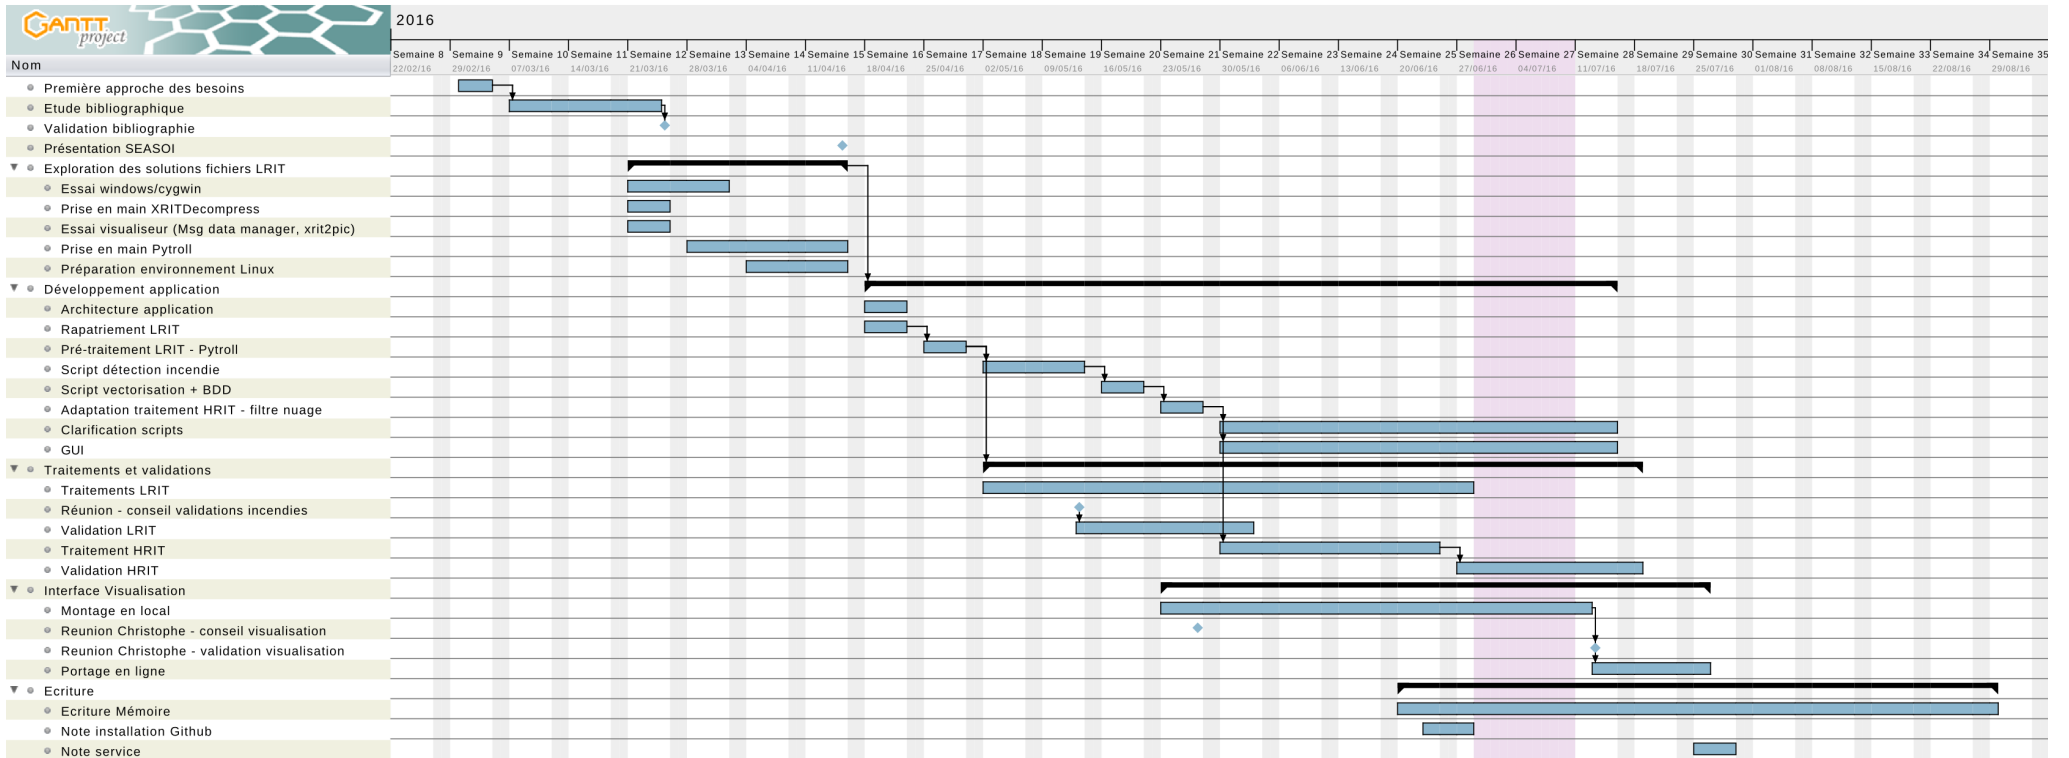 GANTT
project
2016
Semaine 8 Semaine 9 Semaine 10 Semaine 11 Semaine 12 Semaine 13 Semaine 14 Semaine 15 Semaine 16 Semaine 17 Semaine 18 Semaine 19 Semaine 20 Semaine 21 Semaine 22 Semaine 23 Semaine 24 Semaine 25 Semaine 26 Semaine 27 Semaine 28 Semaine 29 Semaine 30 Semaine 31 Semaine 32 Semaine 33 Semaine 34 Semaine 35
Nom
22/02/16 29/02/16 07/03/16 14/03/16 21/03/16 28/03/16 04/04/16 11/04/16 18/04/16 25/04/16 02/05/16 09/05/16 16/05/16 23/05/16 30/05/16 06/06/16 13/06/16 20/06/16 27/06/16 04/07/16 11/07/16 18/07/16 25/07/16 01/08/16 08/08/16 15/08/16 22/08/16 29/08/16
Première approche des besoins
Etude bibliographique
Validation bibliographie
Présentation SEASOI
Exploration des solutions fichiers LRIT
Essai windows/cygwin
Prise en main XRITDecompress
Essai visualiseur (Msg data manager, xrit2pic)
Prise en main Pytroll
Préparation environnement Linux
Développement application
Architecture application
Rapatriement LRIT
Pré-traitement LRIT - Pytroll
Script détection incendie
Script vectorisation + BDD
Adaptation traitement HRIT - filtre nuage
Clarification scripts
GUI
Traitements et validations
Traitements LRIT
Réunion - conseil validations incendies
Validation LRIT
Traitement HRIT
Validation HRIT
Interface Visualisation
Montage en local
Reunion Christophe - conseil visualisation
Reunion Christophe - validation visualisation
Portage en ligne
Ecriture
Ecriture Mémoire
Note installation Github
Note service